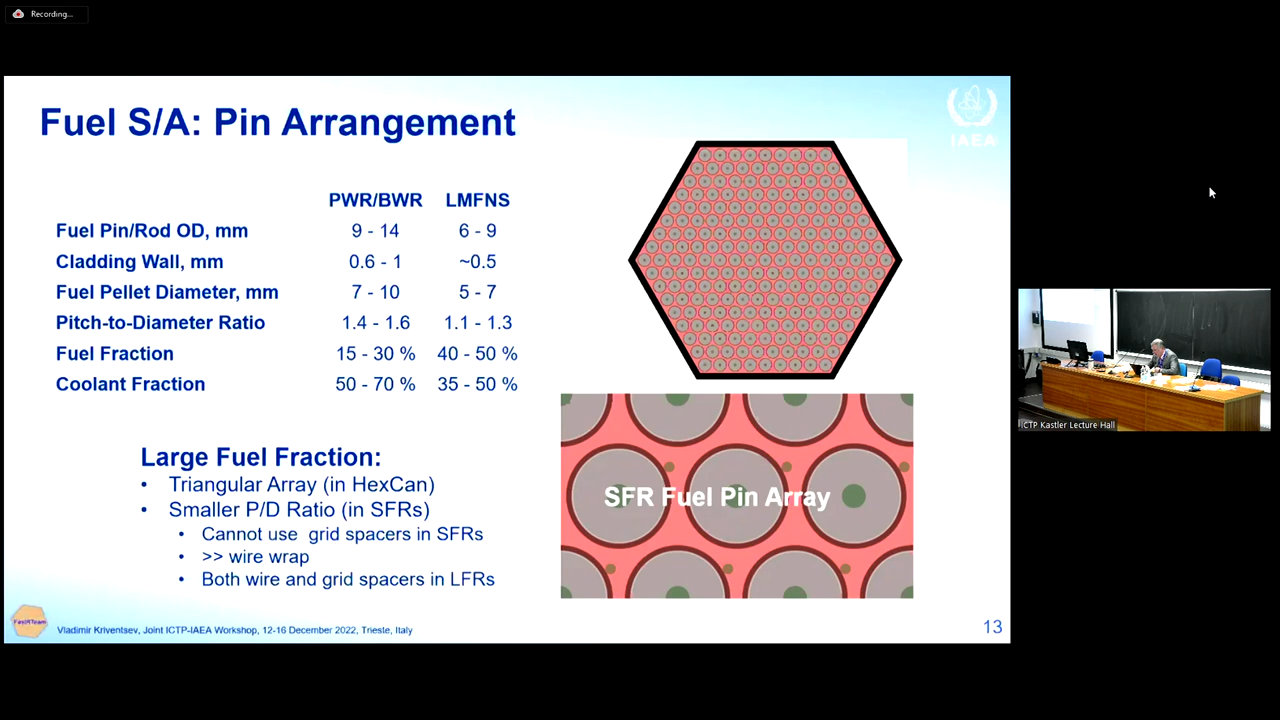 Recording...
Fuel S/A: Pin Arrangement
IAEA
PWR/BWR LMFNS
Fuel Pin/Rod OD, mm 9 - 14 6 - 9
Cladding Wall, mm 0.6 - 1 ~0.5
Fuel Pellet Diameter, mm 7 - 10 5 - 7
Pitch-to-Diameter Ratio 1.4 - 1.6 1.1 - 1.3
Fuel Fraction 15 - 30 % 40 - 50 %
Coolant Fraction 50 - 70 % 35 - 50 %
Large Fuel Fraction:
• Triangular Array (in HexCan)
• Smaller P/D Ratio (in SFRs)
• Cannot use grid spacers in SFRs
• >> wire wrap
• Both wire and grid spacers in LFRs
SFR Fuel Pin Array
FastRTeam
Vladimir Kriventsev, Joint ICTP-IAEA Workshop, 12-16 December 2022, Trieste, Italy
13
ICTP Kastler Lecture Hall